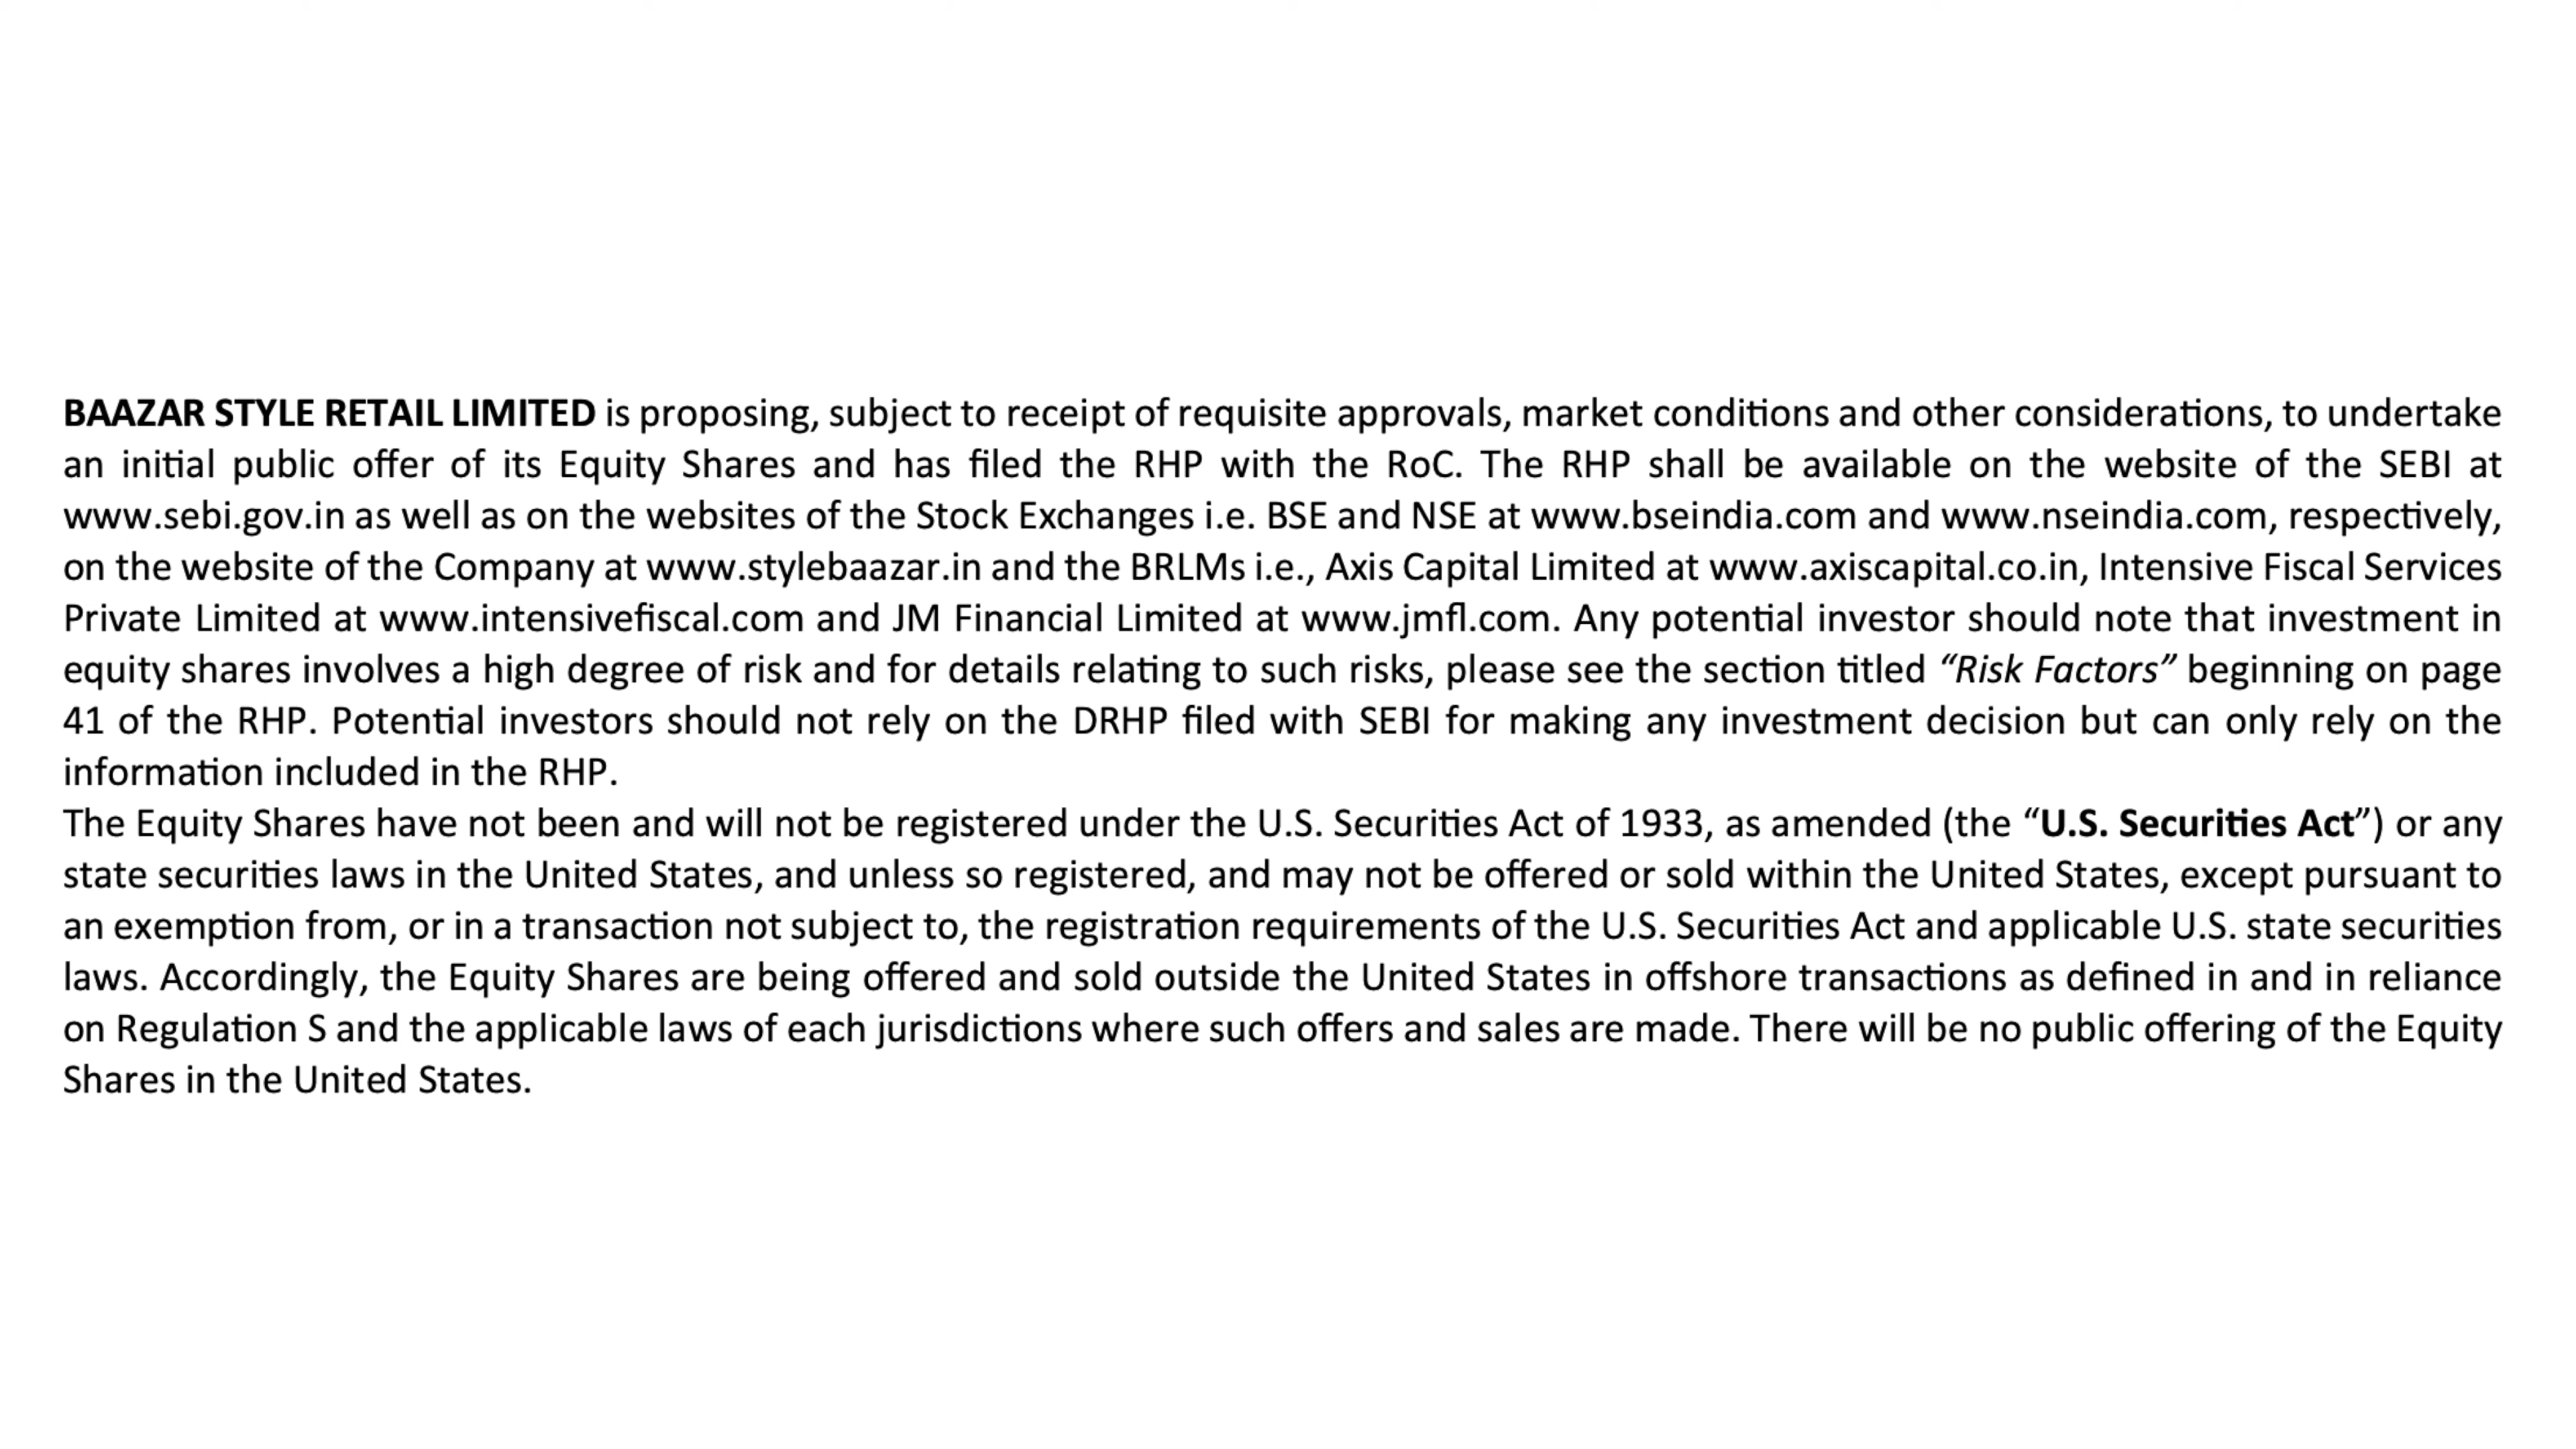 BAAZAR STYLE RETAIL LIMITED is proposing, subject to receipt of requisite approvals, market conditions and other considerations, to undertake
an initial public offer of its Equity Shares and has filed the RHP with the RoC. The RHP shall be available on the website of the SEBI at
www.sebi.gov.in as well as on the websites of the Stock Exchanges i.e. BSE and NSE at www.bseindia.com and www.nseindia.com, respectively,
on the website of the Company at www.stylebaazar.in and the BRLMs i.e., Axis Capital Limited at www.axiscapital.co.in, Intensive Fiscal Services
Private Limited at www.intensivefiscal.com and JM Financial Limited at www.jmfl.com. Any potential investor should note that investment in
equity shares involves a high degree of risk and for details relating to such risks, please see the section titled “Risk Factors” beginning on page
41 of the RHP. Potential investors should not rely on the DRHP filed with SEBI for making any investment decision but can only rely on the
information included in the RHP.
The Equity Shares have not been and will not be registered under the U.S. Securities Act of 1933, as amended (the “U.S. Securities Act”) or any
state securities laws in the United States, and unless so registered, and may not be offered or sold within the United States, except pursuant to
an exemption from, or in a transaction not subject to, the registration requirements of the U.S. Securities Act and applicable U.S. state securities
laws. Accordingly, the Equity Shares are being offered and sold outside the United States in offshore transactions as defined in and in reliance
on Regulation S and the applicable laws of each jurisdictions where such offers and sales are made. There will be no public offering of the Equity
Shares in the United States.